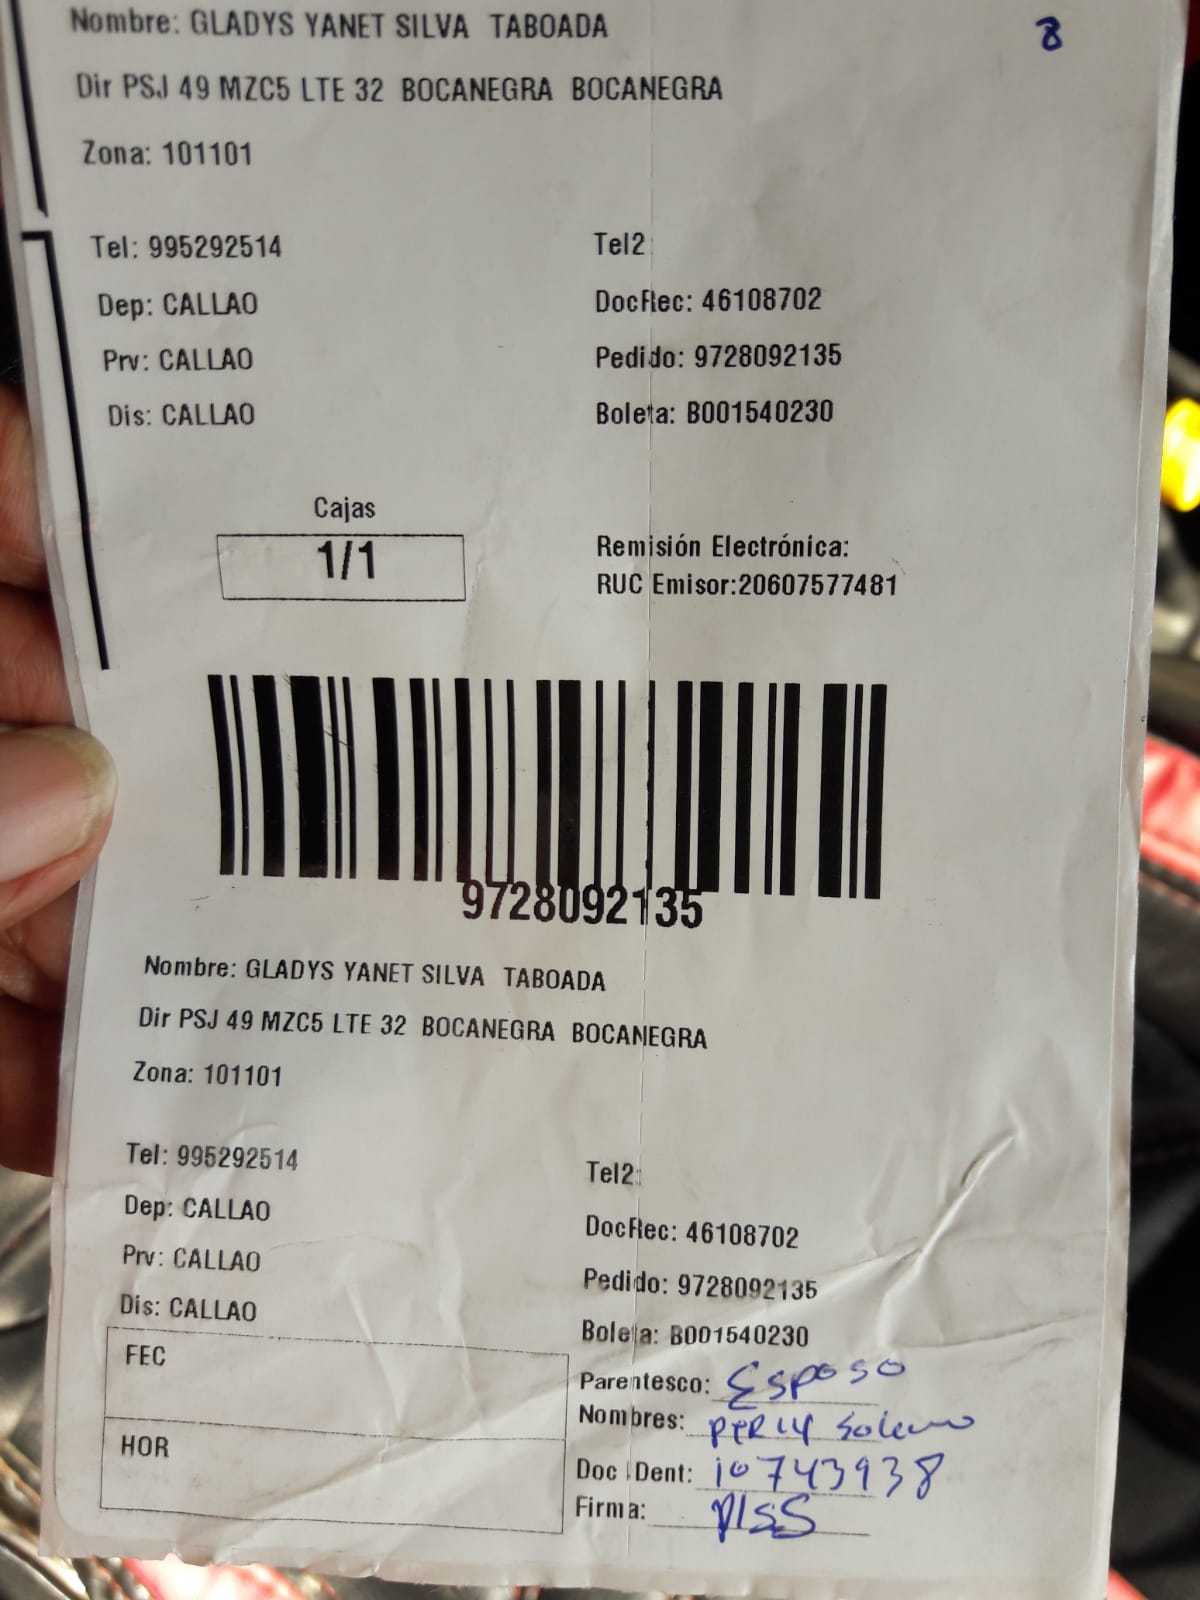 Nombre: GLADYS YANET SILVA TABOADA
8
Dir PSJ 49 MZC5 LTE 32 BOCANEGRA BOCANEGRA
Zona: 101101
Tel: 995292514
Tel2:
Dep: CALLAO
DocRec: 46108702
Prv: CALLAO
Pedido: 9728092135
Dis: CALLAO
Boleta: B001540230
Cajas
1/1
Remisión Electrónica:
RUC Emisor:20607577481
9728092135
Nombre: GLADYS YANET SILVA TABOADA
Dir PSJ 49 MZC5 LTE 32 BOCANEGRA BOCANEGRA
Zona: 101101
Tel: 995292514
Tel2:
Dep: CALLAO
DocRec: 46108702
Prv: CALLAO
Pedido: 9728092135
Dis: CALLAO
Boleta: B001540230
FEC
Parentesco: Esposo
Nombres:
HOR
Doc IDent: 10743938
Firma: